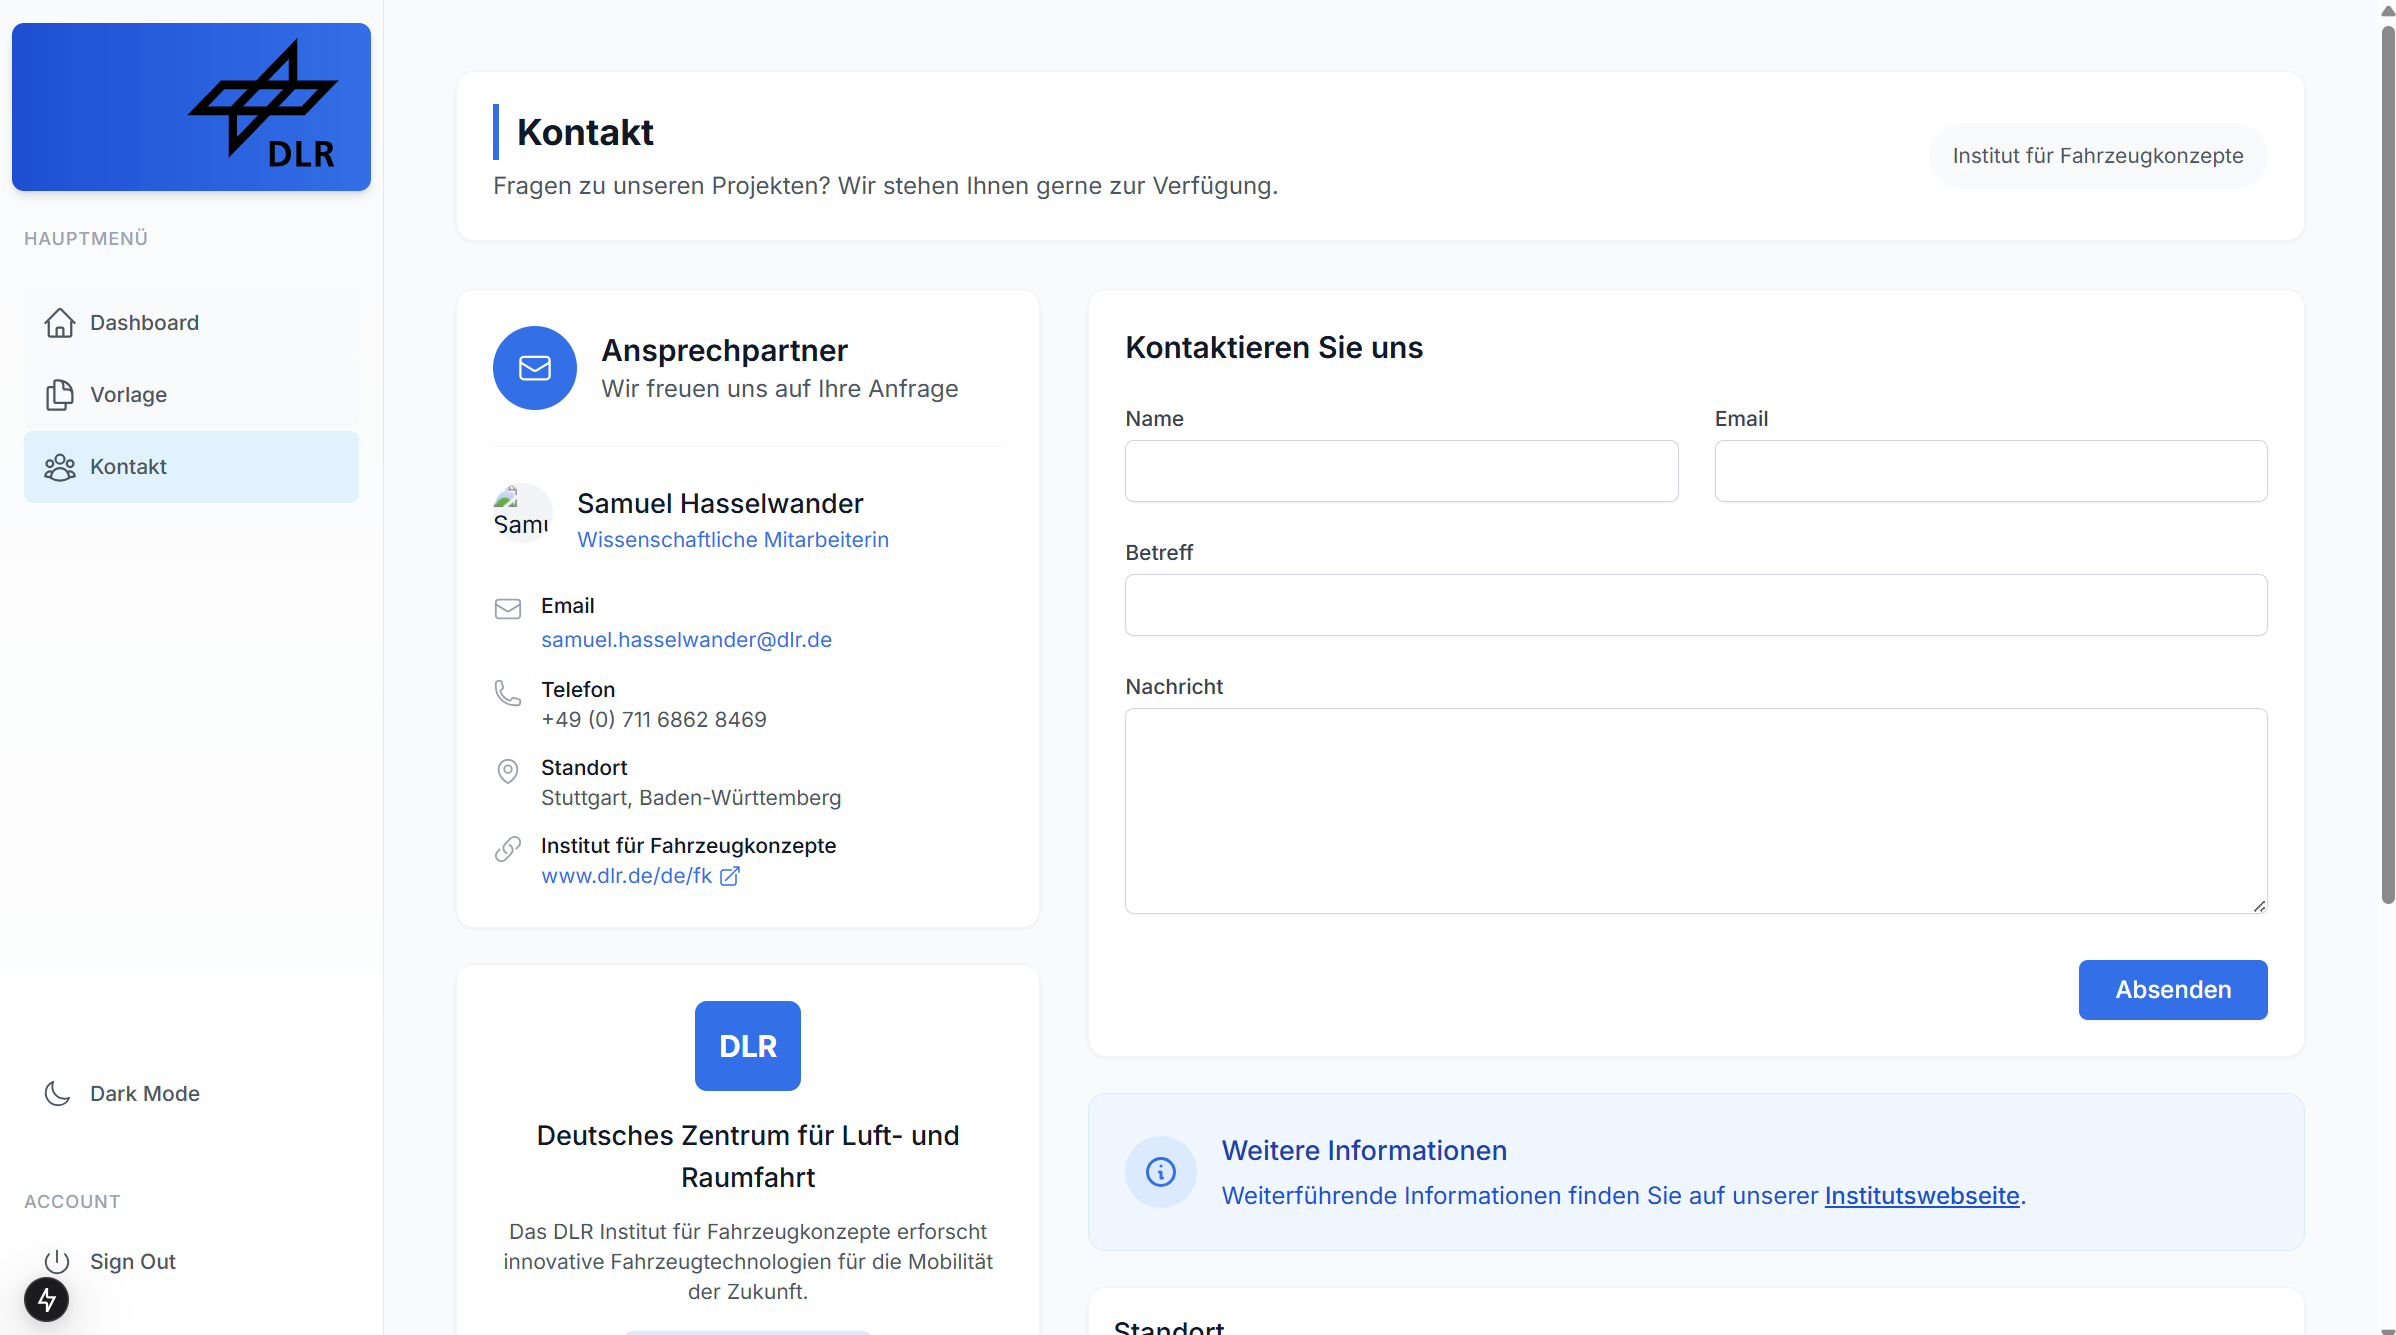 DLR
HAUPTMENÜ
Dashboard
Vorlage
Kontakt
Dark Mode
ACCOUNT
Sign Out
Kontakt
Fragen zu unseren Projekten? Wir stehen Ihnen gerne zur Verfügung.
Institut für Fahrzeugkonzepte
Ansprechpartner
Wir freuen uns auf Ihre Anfrage
Samu
Samuel Hasselwander
Wissenschaftliche Mitarbeiterin
Email
samuel.hasselwander@dlr.de
Telefon
+49 (0) 711 6862 8469
Standort
Stuttgart, Baden-Württemberg
Institut für Fahrzeugkonzepte
www.dlr.de/de/fk
DLR
Deutsches Zentrum für Luft- und
Raumfahrt
Das DLR Institut für Fahrzeugkonzepte erforscht
innovative Fahrzeugtechnologien für die Mobilität
der Zukunft.
Kontaktieren Sie uns
Name
Email
Betreff
Nachricht
Absenden
Weitere Informationen
Weiterführende Informationen finden Sie auf unserer Institutswebseite.
Standort